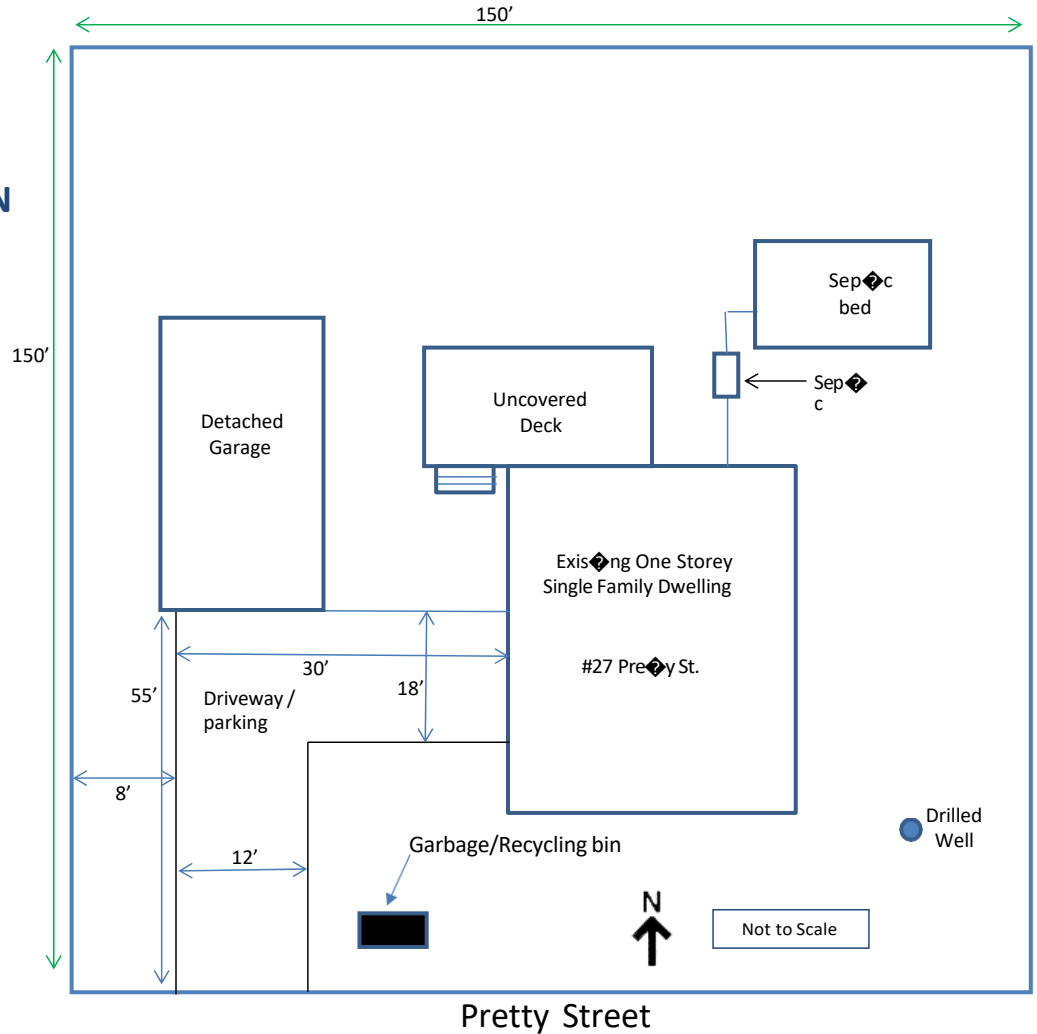 150’
N
150’
Sep�c
bed
Sep�
c
Detached
Garage
Uncovered
Deck
Exis�ng One Storey
Single Family Dwelling
#27 Pre�y St.
30’
18’
55’
Driveway /
parking
8’
12’
Garbage/Recycling bin
Drilled
Well
N
Not to Scale
Pretty Street